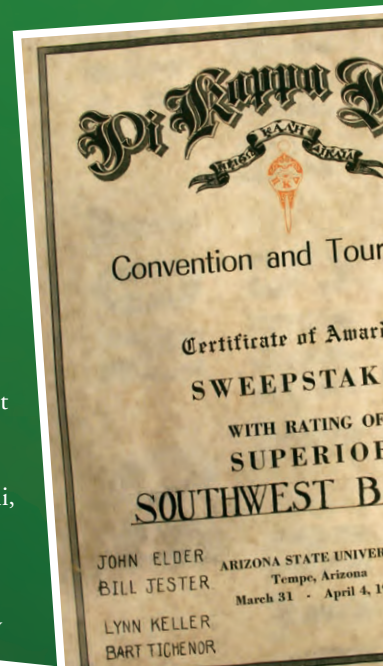 Pi Kappa
Convention and Tour
Certificate of Awar
SWEEPSTAK
WITH RATING OF
SUPERIOR
SOUTHWEST B
JOHN ELDER
BILL JESTER
LYNN KELLER
BART TICHENOR
ARIZONA STATE UNIVER
Tempe, Arizona
March 31 - April 4, 1
t
i,